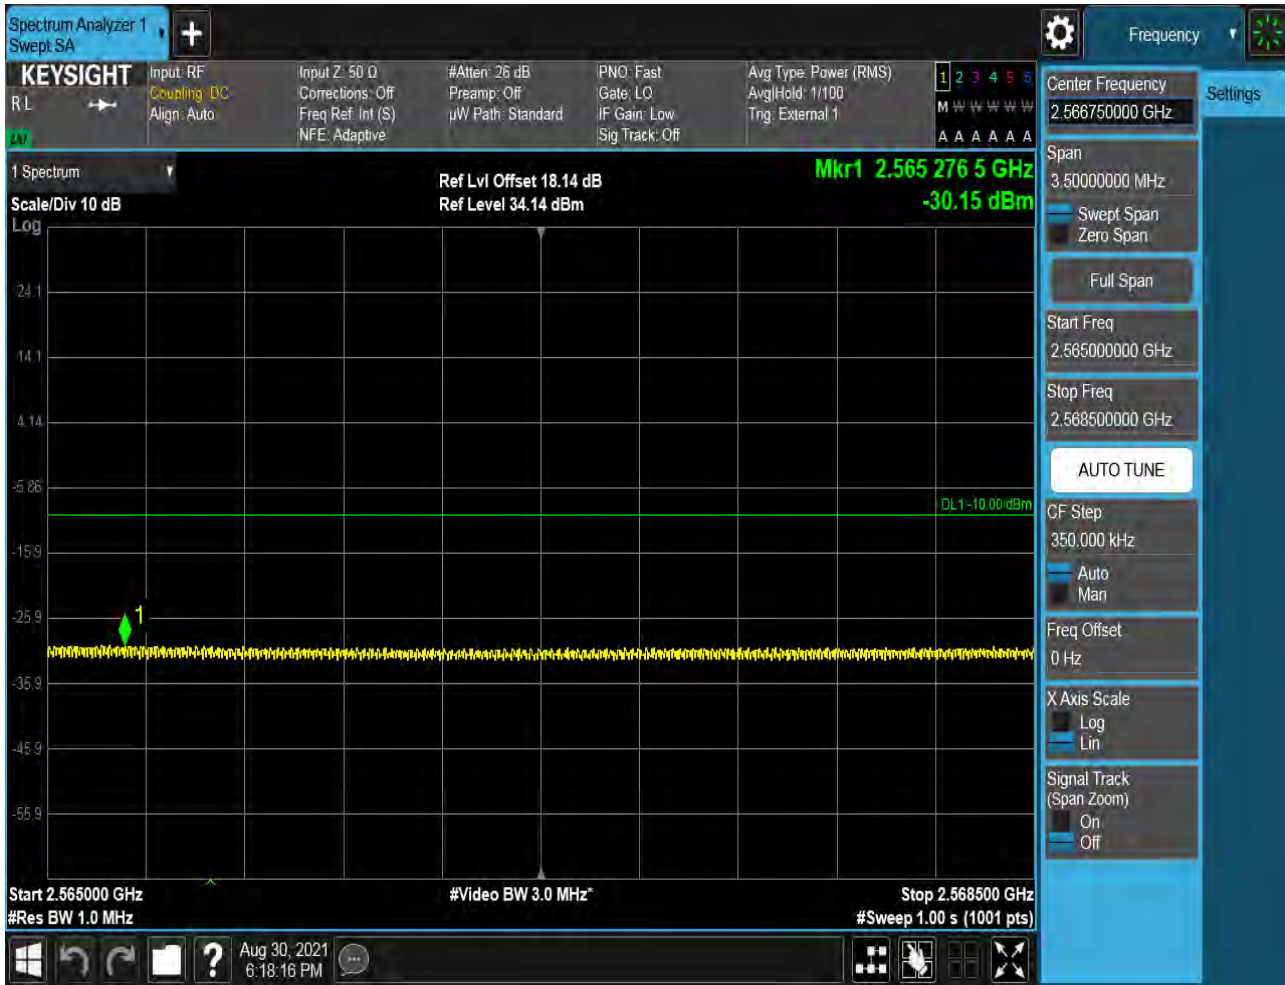 Spectrum Analyzer 1
Swept SA
Frequency
KEYSIGHT
R L
Input: RF
Coupling: DC
Align: Auto
Input Z: 50 Ω
Corrections: Off
Freq Ref: Int (S)
NFE: Adaptive
#Atten: 26 dB
Preamp: Off
µW Path: Standard
PNO: Fast
Gate: LO
IF Gain: Low
Sig Track: Off
Avg Type: Power (RMS)
Avg|Hold: 1/100
Trig: External 1
1 2 3 4 5 6
M W W W W W
A A A A A A
1 Spectrum
Scale/Div 10 dB
Log
Ref Lvl Offset 18.14 dB
Ref Level 34.14 dBm
Mkr1 2.565 276 5 GHz
-30.15 dBm
24.1
14.1
4.14
-5.86
DL1 -10.00 dBm
-15.9
-25.9
1
-35.9
-45.9
-55.9
Start 2.565000 GHz
#Video BW 3.0 MHz*
Stop 2.568500 GHz
#Res BW 1.0 MHz
#Sweep 1.00 s (1001 pts)
Aug 30, 2021
6:18:16 PM
Settings
Center Frequency
2.566750000 GHz
Span
3.50000000 MHz
Swept Span
Zero Span
Full Span
Start Freq
2.565000000 GHz
Stop Freq
2.568500000 GHz
AUTO TUNE
CF Step
350.000 kHz
Auto
Man
Freq Offset
0 Hz
X Axis Scale
Log
Lin
Signal Track
(Span Zoom)
On
Off